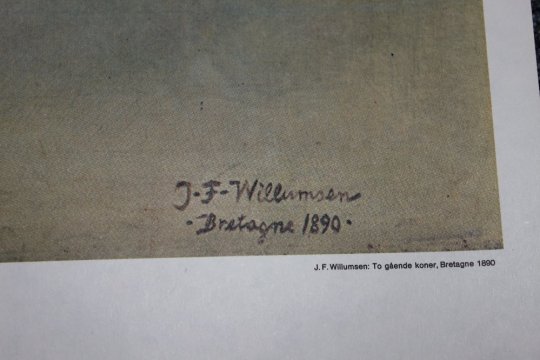 J-F-Willumsen
·Bretagne 1890·
J. F. Willumsen: To gående koner, Bretagne 1890